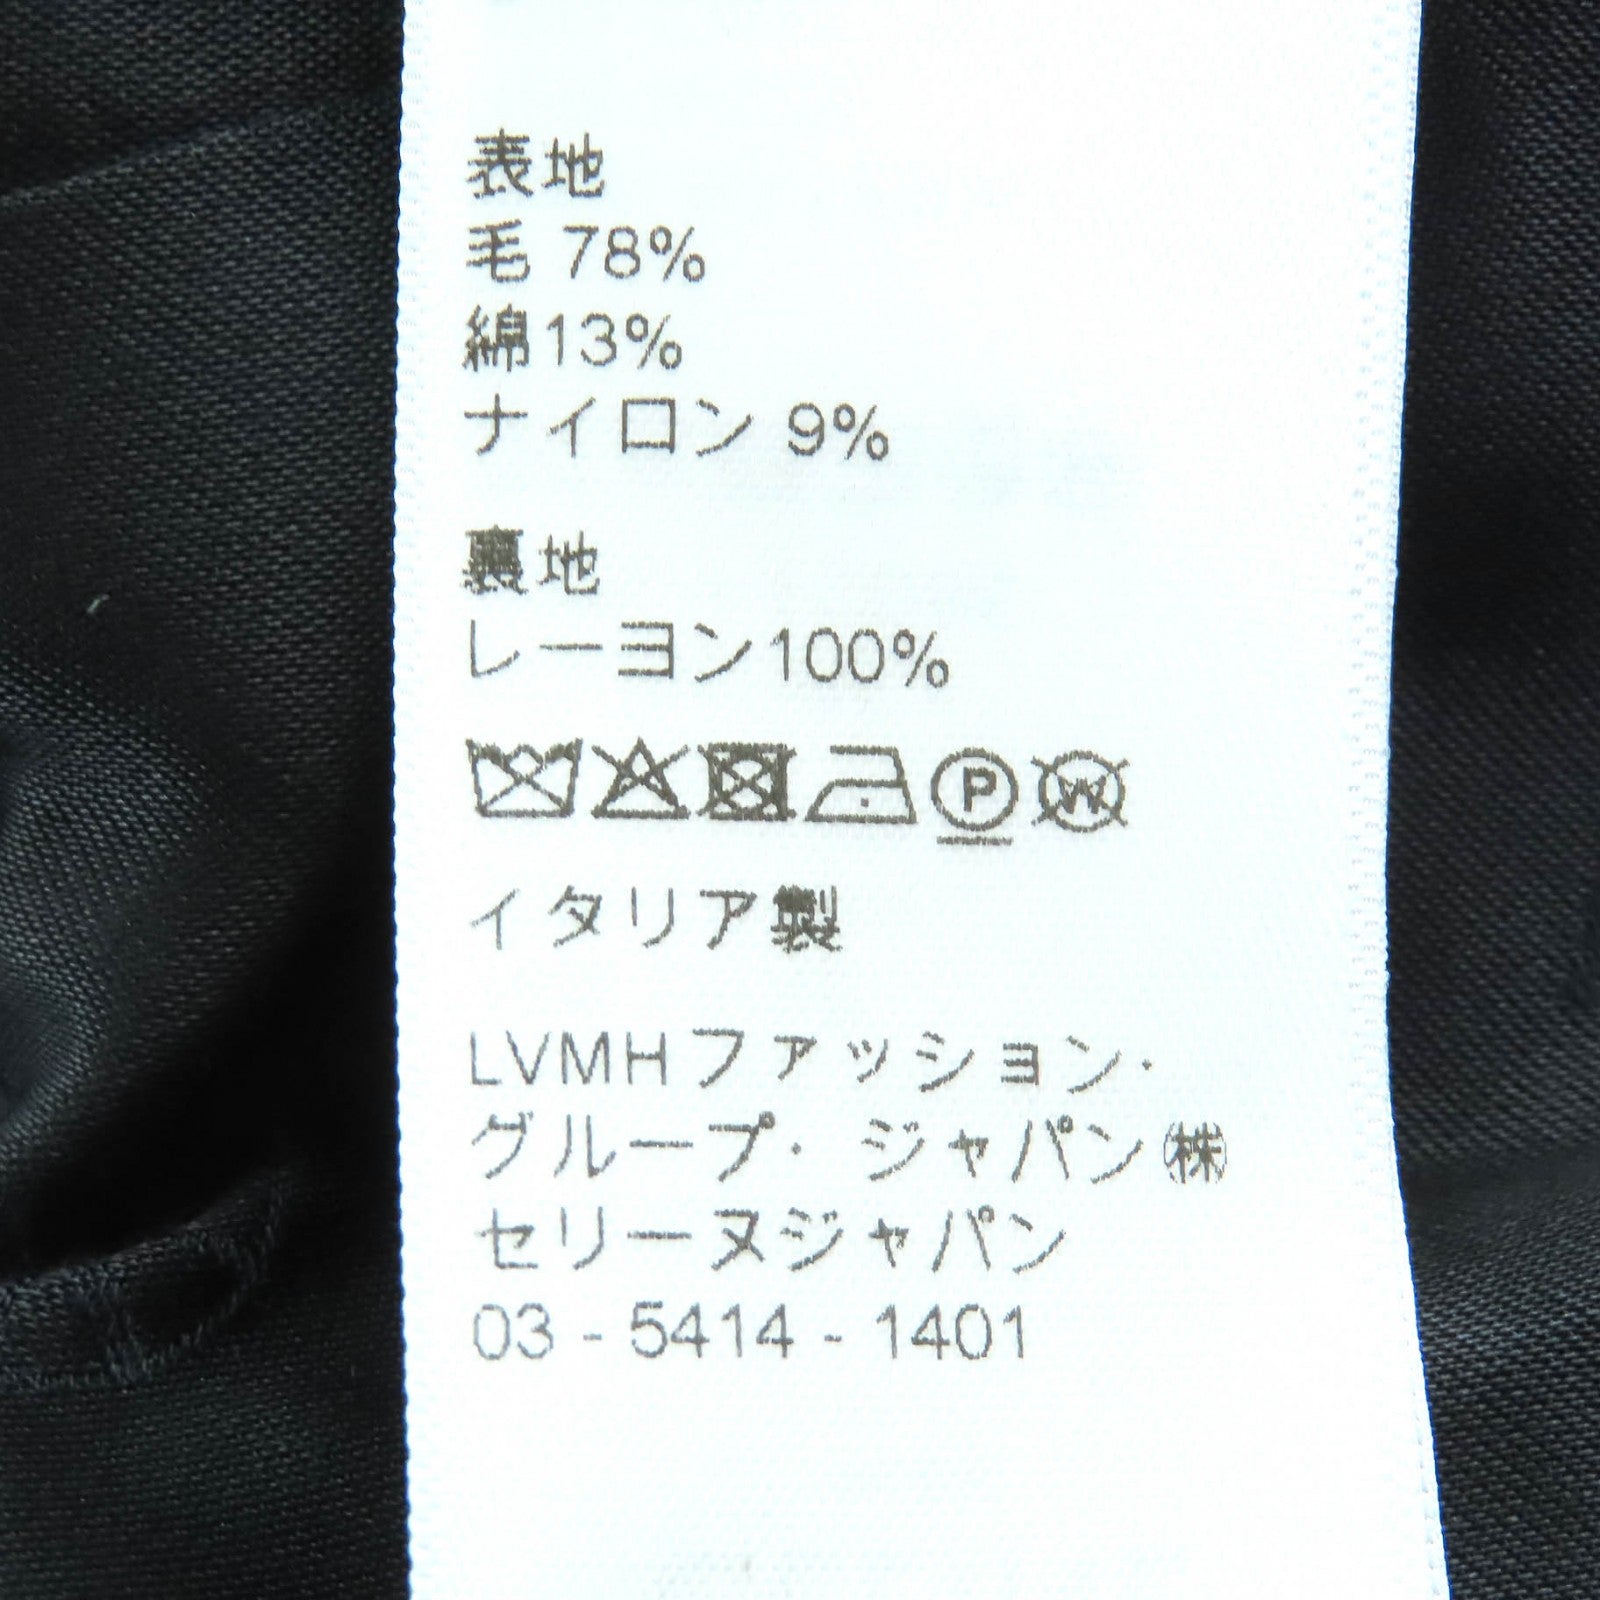 表地
毛 78%
綿13%
ナイロン 9%
裏地
レーヨン100%
P W
イタリア製
LVMHファッション・
グループ・ジャパン㈱
セリーヌジャパン
03 - 5414 - 1401